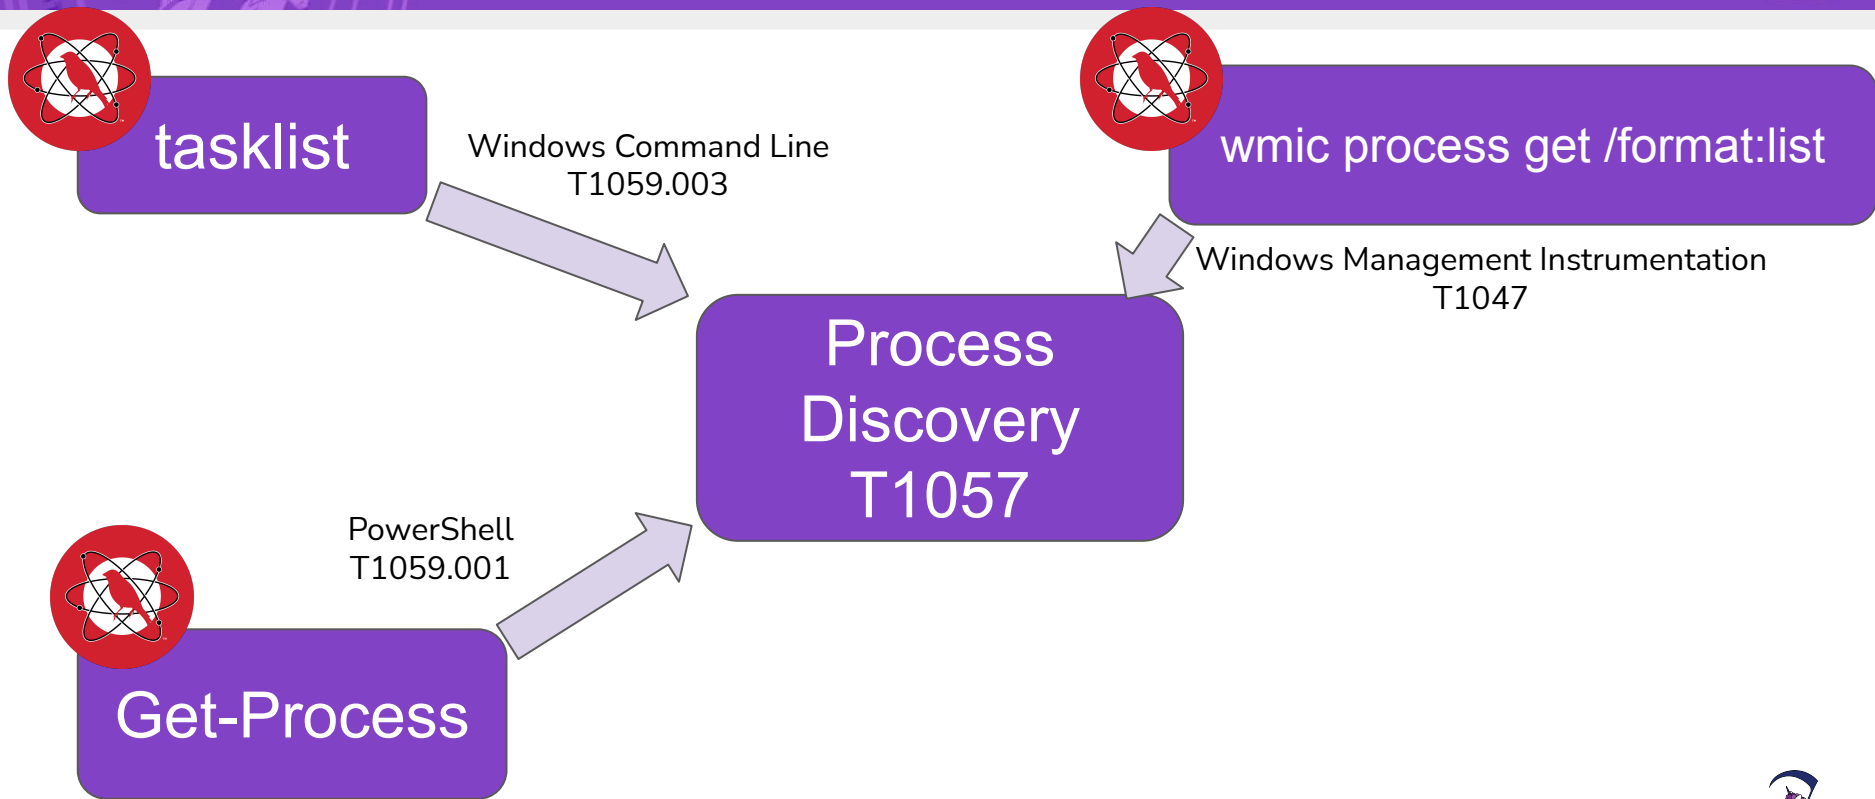 tasklist
Windows Command Line
T1059.003
wmic process get /format:list
Windows Management Instrumentation
T1047
Process
Discovery
T1057
PowerShell
T1059.001
Get-Process